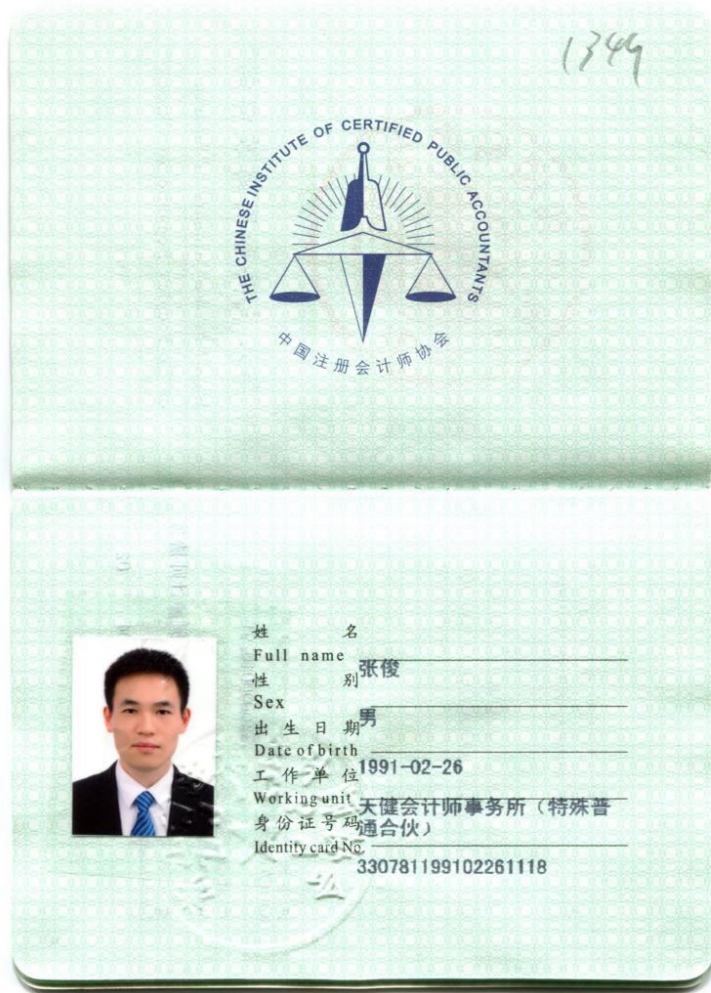 1349
THE CHINESE INSTITUTE OF CERTIFIED PUBLIC ACCOUNTANTS
中国注册会计师协会
姓 名
Full name 张俊
性 别
Sex 男
出生日期
Date of birth 1991-02-26
工作单位
Working unit 天健会计师事务所（特殊普
通合伙）
身份证号码
Identity card No. 330781199102261118